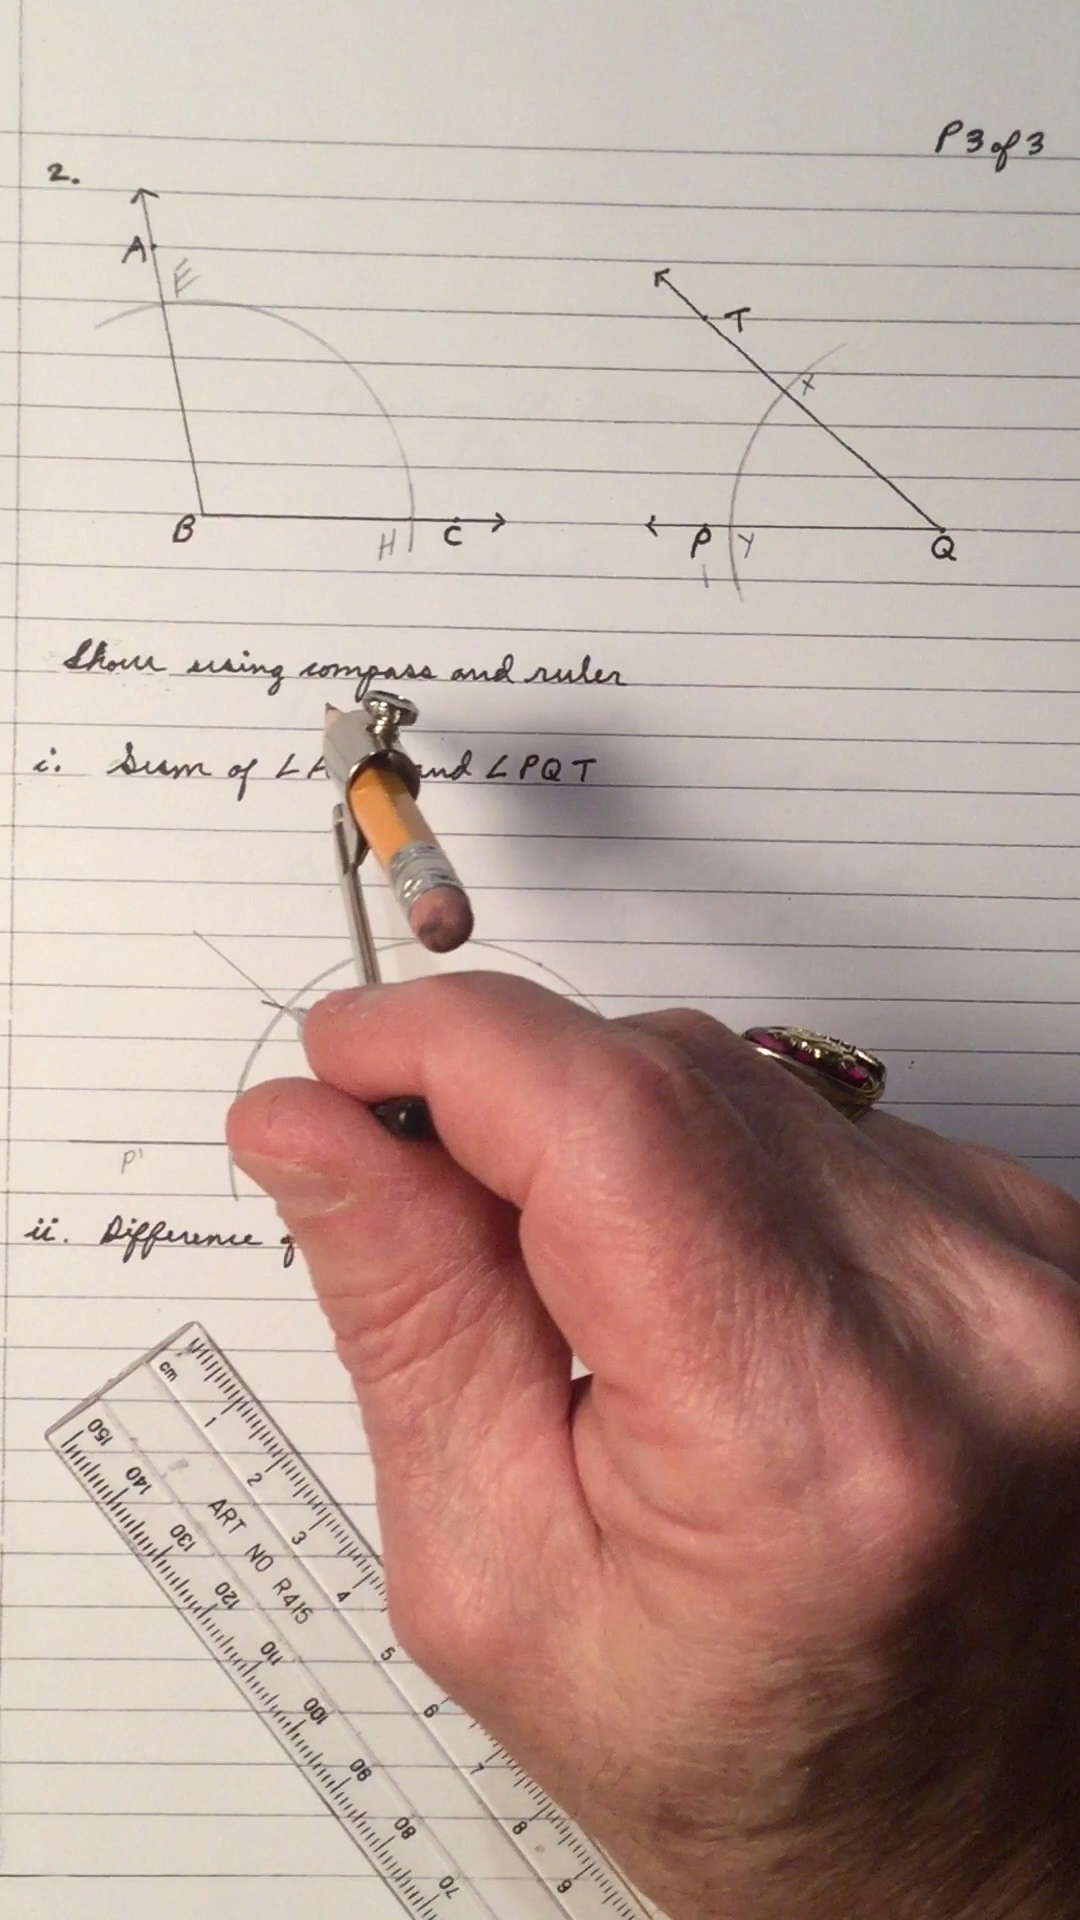 P 3 of 3
2.
A
E
T
X
B
H
C
P
Y
Q
Show using compass and ruler
i. Sum of ∠A and ∠PQT
P'
ii. Difference
cm 1 2 3 4 5 6 7 8 9
ART NO R415
150 140 130 120 110 100 90 80 70